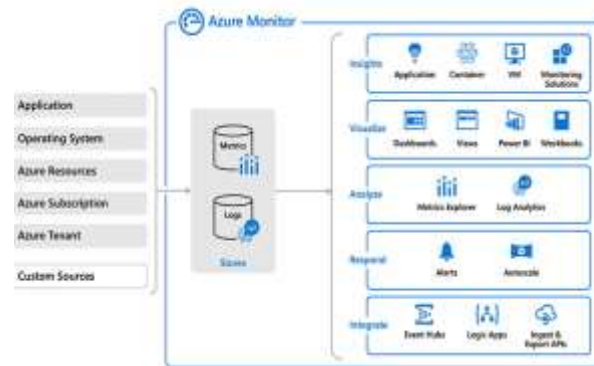 Azure Monitor
Insights
Application Container VM Monitoring
Solutions
Application
Operating System
Azure Resources
Azure Subscription
Azure Tenant
Custom Sources
Metrics
Logs
Stores
Visualize
Dashboards Views Power BI Workbooks
Analyze
Metrics Explorer Log Analytics
Respond
Alerts Autoscale
Integrate
Event Hubs Logic Apps Ingest &
Export APIs